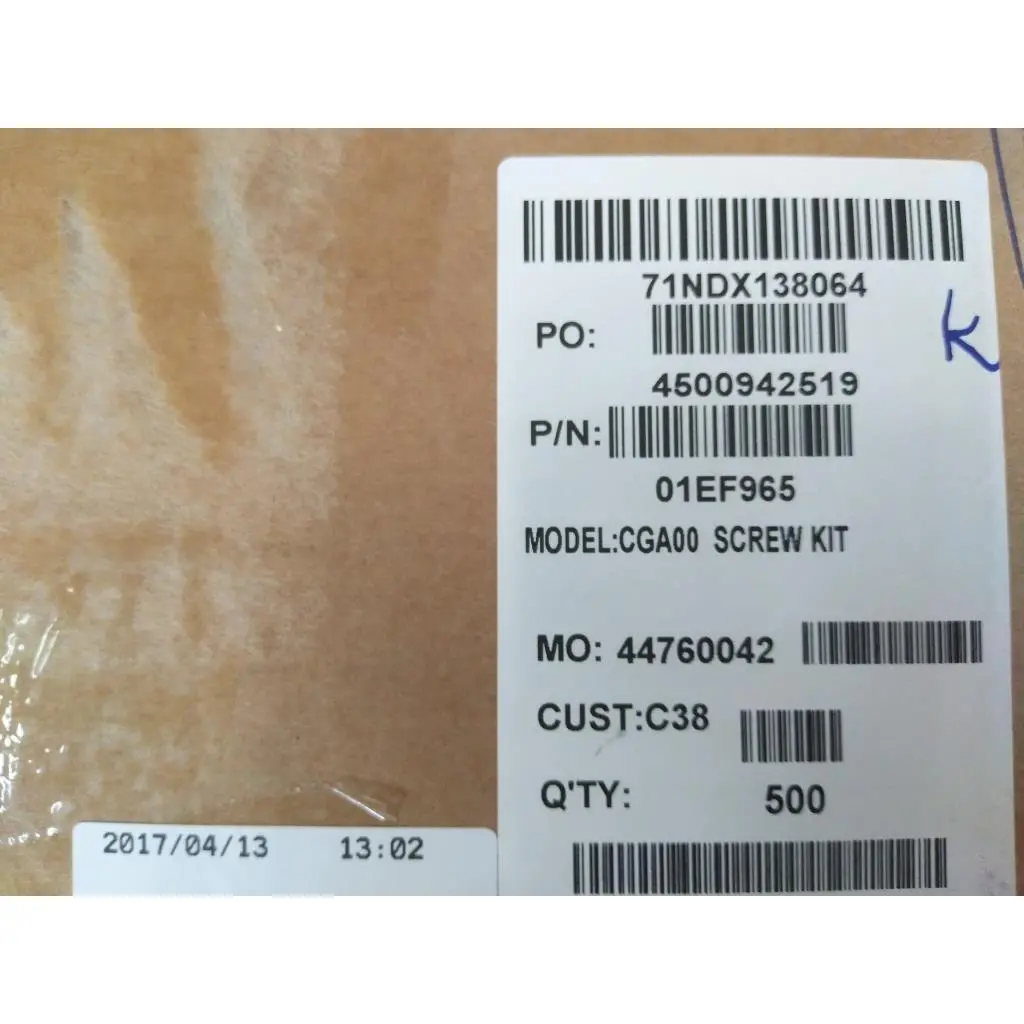 71NDX138064
PO:
4500942519
P/N:
01EF965
MODEL:CGA00 SCREW KIT
MO: 44760042
CUST:C38
Q'TY: 500
2017/04/13 13:02
K